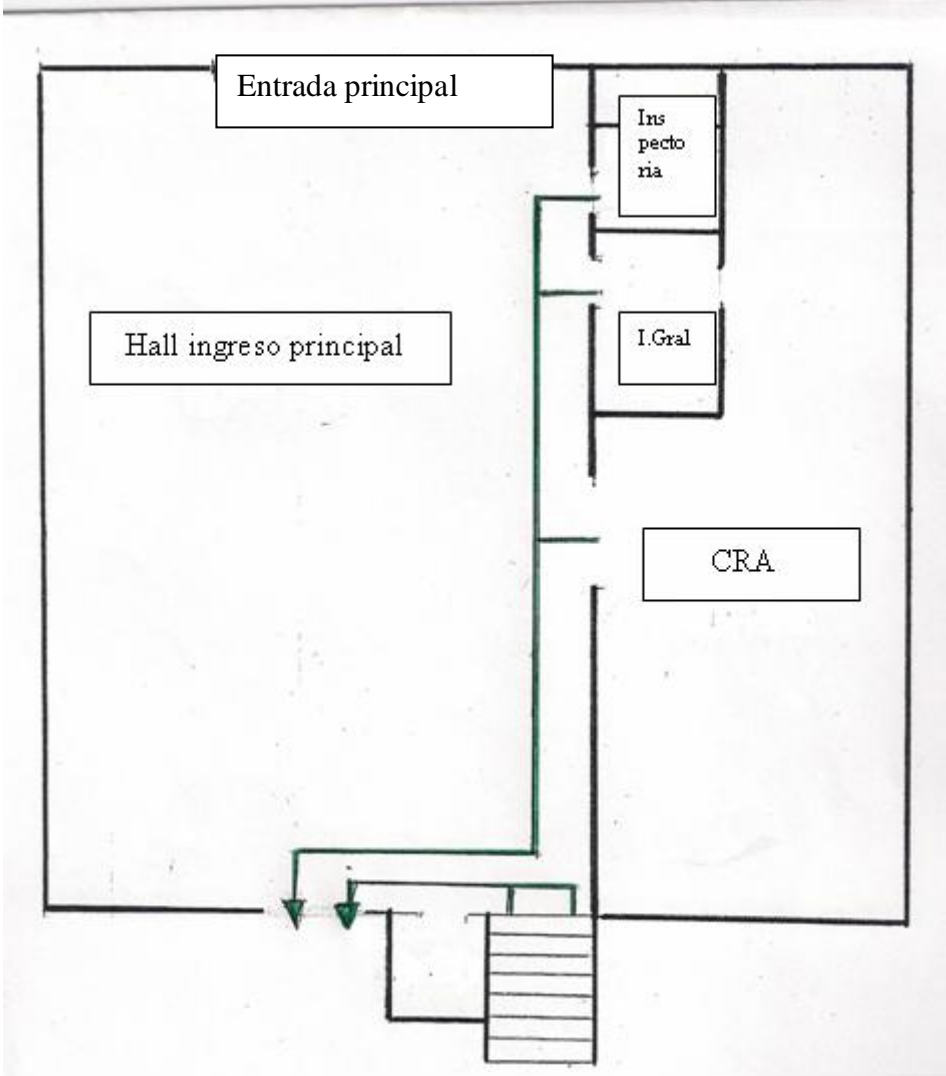 Entrada principal
Ins
pecto
ria
Hall ingreso principal
I.Gral
CRA